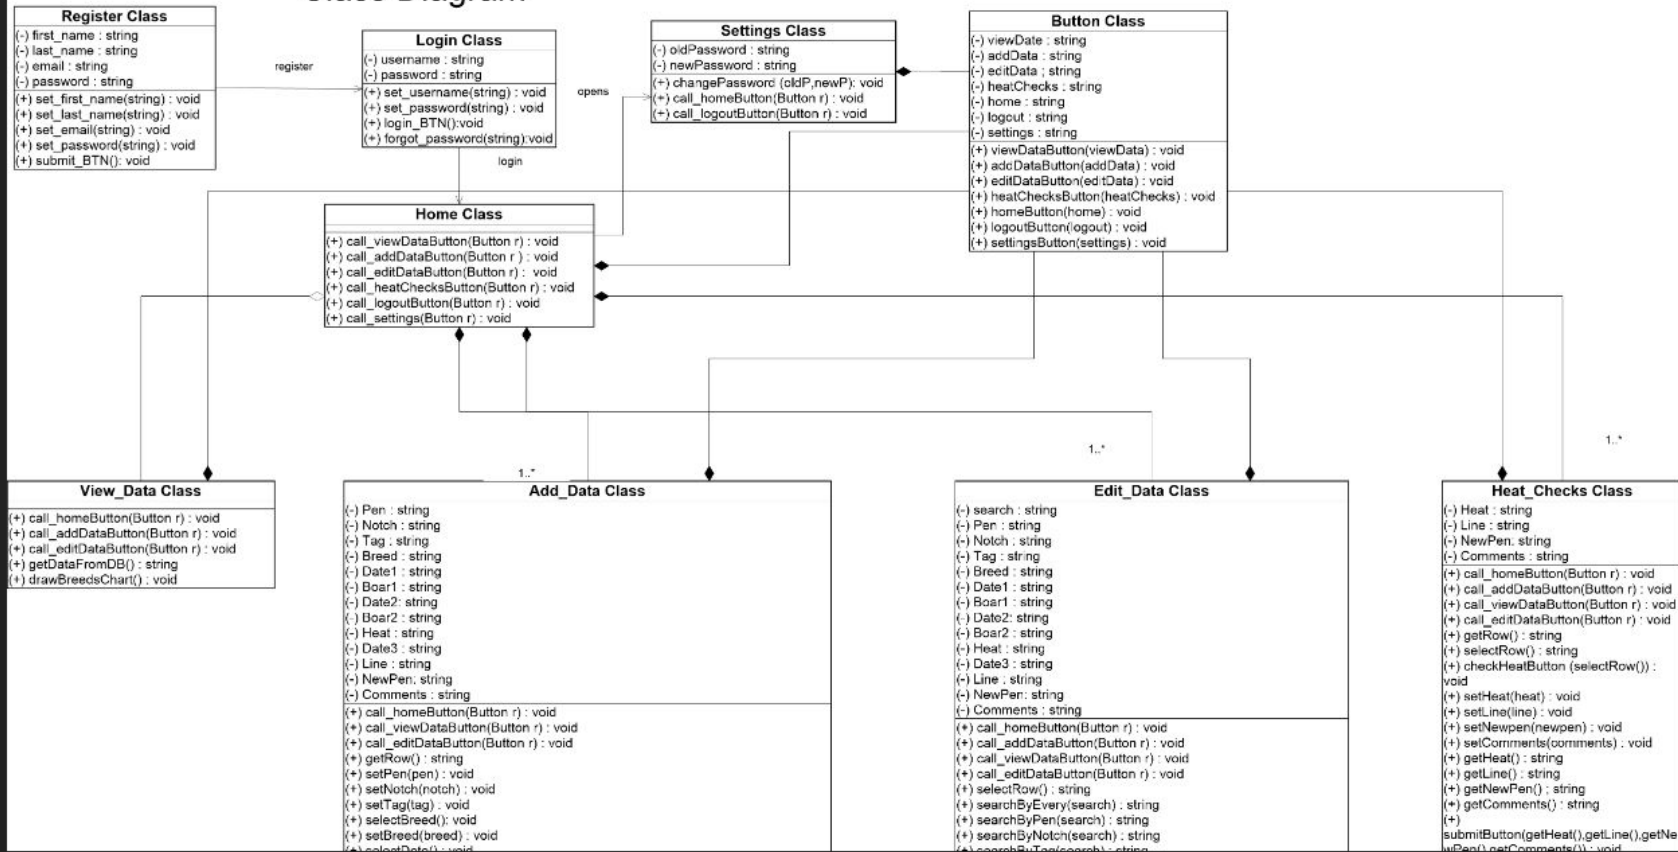 Class Diagram
Register Class
(-) first_name : string
(-) last_name : string
(-) email : string
(-) password : string
(+) set_first_name(string) : void
(+) set_last_name(string) : void
(+) set_email(string) : void
(+) set_password(string) : void
(+) submit_BTN(): void
register
Login Class
(-) username : string
(-) password : string
(+) set_username(string) : void
(+) set_password(string) : void
(+) login_BTN():void
(+) forgot_password(string):void
login
opens
Settings Class
(-) oldPassword : string
(-) newPassword : string
(+) changePassword (oldP,newP): void
(+) call_homeButton(Button r) : void
(+) call_logoutButton(Button r) : void
Button Class
(-) viewDate : string
(-) addData : string
(-) editData ; string
(-) heatChecks : string
(-) home : string
(-) logout : string
(-) settings : string
(+) viewDataButton(viewData) : void
(+) addDataButton(addData) : void
(+) editDataButton(editData) : void
(+) heatChecksButton(heatChecks) : void
(+) homeButton(home) : void
(+) logoutButton(logout) : void
(+) settingsButton(settings) : void
Home Class
(+) call_viewDataButton(Button r) : void
(+) call_addDataButton(Button r ) : void
(+) call_editDataButton(Button r) : void
(+) call_heatChecksButton(Button r) : void
(+) call_logoutButton(Button r) : void
(+) call_settings(Button r) : void
1..*
1..*
1..*
View_Data Class
(+) call_homeButton(Button r) : void
(+) call_addDataButton(Button r) : void
(+) call_editDataButton(Button r) : void
(+) getDataFromDB() : string
(+) drawBreedsChart() : void
Add_Data Class
(-) Pen : string
(-) Notch : string
(-) Tag : string
(-) Breed : string
(-) Date1 : string
(-) Boar1 : string
(-) Date2: string
(-) Boar2 : string
(-) Heat : string
(-) Date3 : string
(-) Line : string
(-) NewPen: string
(-) Comments : string
(+) call_homeButton(Button r) : void
(+) call_viewDataButton(Button r) : void
(+) call_editDataButton(Button r) : void
(+) getRow() : string
(+) setPen(pen) : void
(+) setNotch(notch) : void
(+) setTag(tag) : void
(+) selectBreed(): void
(+) setBreed(breed) : void
(+) selectDate() : void
Edit_Data Class
(-) search : string
(-) Pen : string
(-) Notch : string
(-) Tag : string
(-) Breed : string
(-) Date1 : string
(-) Boar1 : string
(-) Date2: string
(-) Boar2 : string
(-) Heat : string
(-) Date3 : string
(-) Line : string
(-) NewPen: string
(-) Comments : string
(+) call_homeButton(Button r) : void
(+) call_addDataButton(Button r) : void
(+) call_viewDataButton(Button r) : void
(+) call_editDataButton(Button r) : void
(+) selectRow() : string
(+) searchByEvery(search) : string
(+) searchByPen(search) : string
(+) searchByNotch(search) : string
(+) searchByTag(search) : string
Heat_Checks Class
(-) Heat : string
(-) Line : string
(-) NewPen: string
(-) Comments : string
(+) call_homeButton(Button r) : void
(+) call_addDataButton(Button r) : void
(+) call_viewDataButton(Button r) : void
(+) call_editDataButton(Button r) : void
(+) getRow() : string
(+) selectRow() : string
(+) checkHeatButton (selectRow()) :
void
(+) setHeat(heat) : void
(+) setLine(line) : void
(+) setNewpen(newpen) : void
(+) setComments(comments) : void
(+) getHeat() : string
(+) getLine() : string
(+) getNewPen() : string
(+) getComments() : string
(+)
submitButton(getHeat(),getLine(),getNe
wPen(),getComments()) : void